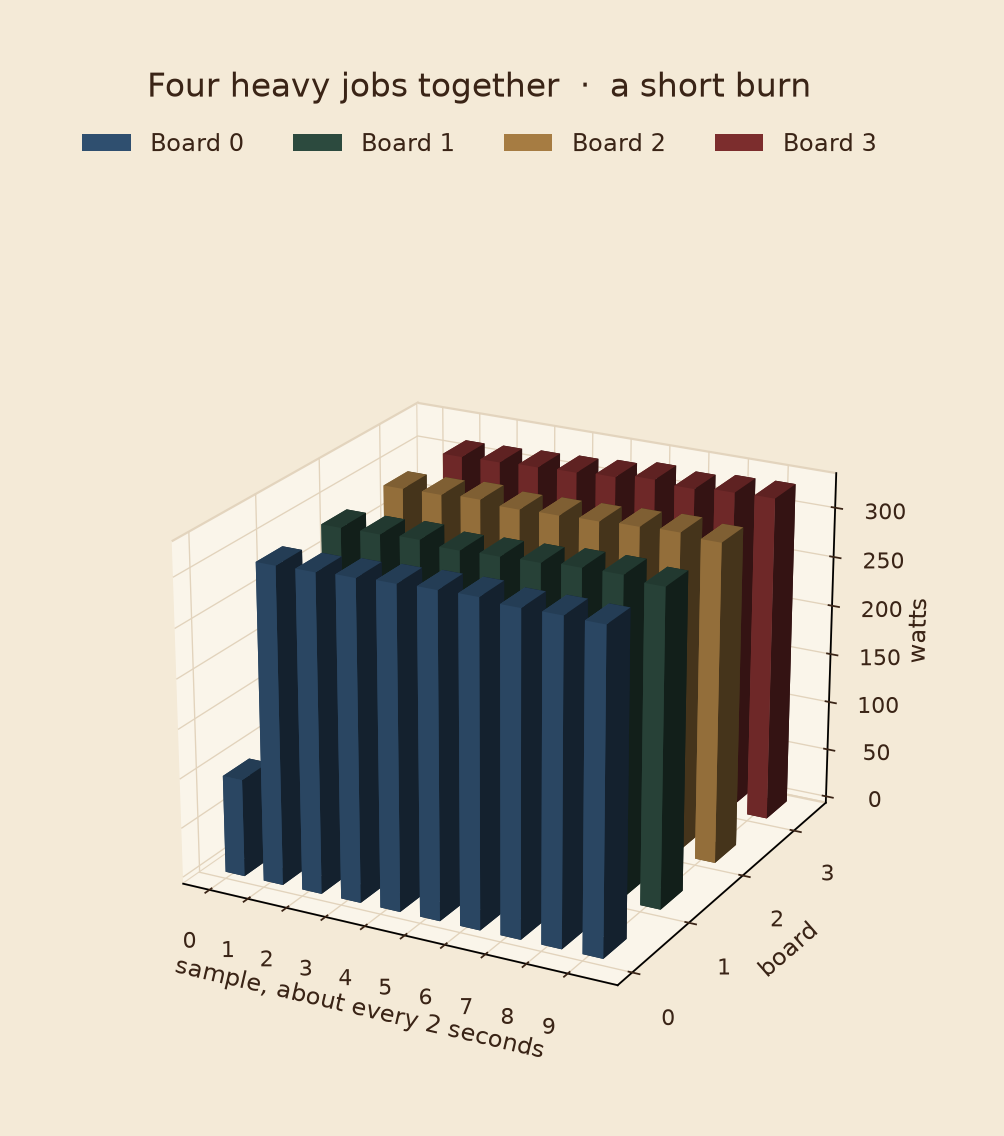 Four heavy jobs together · a short burn
Board 0
Board 1
Board 2
Board 3
300
250
200
150
100
50
0
watts
0
1
2
3
4
5
6
7
8
9
sample, about every 2 seconds
0
1
2
3
board